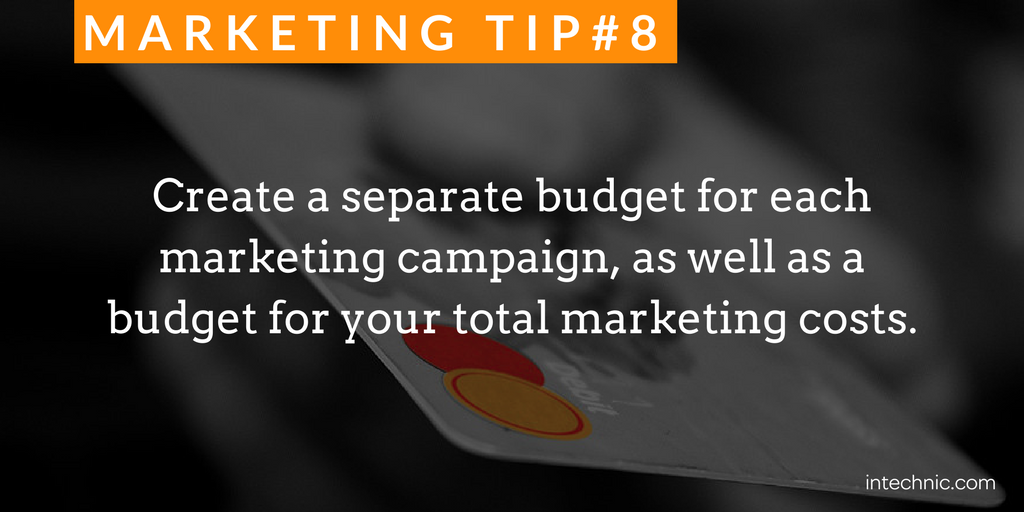 MARKETING TIP#8
Create a separate budget for each
marketing campaign, as well as a
budget for your total marketing costs.
intechnic.com